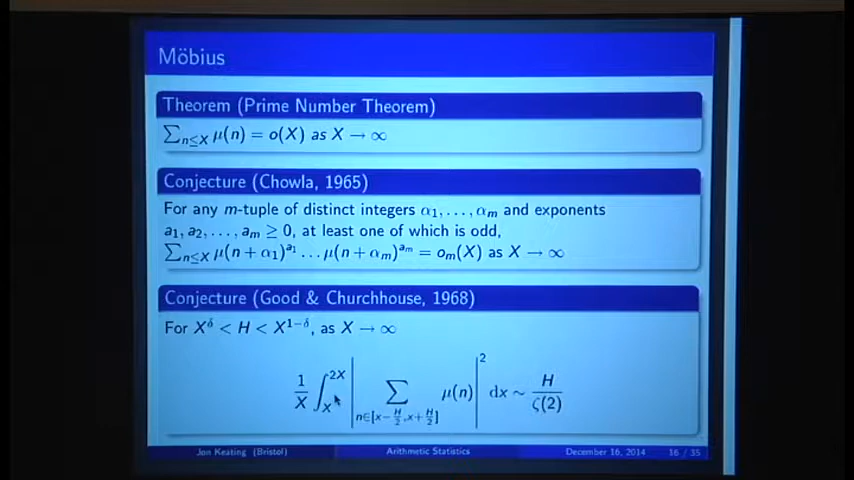 Möbius
Theorem (Prime Number Theorem)
∑_{n≤X} μ(n) = o(X) as X → ∞
Conjecture (Chowla, 1965)
For any m-tuple of distinct integers α₁, . . . , αₘ and exponents
a₁, a₂, . . . , aₘ ≥ 0, at least one of which is odd,
∑_{n≤X} μ(n + α₁)^{a₁} . . . μ(n + αₘ)^{aₘ} = oₘ(X) as X → ∞
Conjecture (Good & Churchhouse, 1968)
For X^δ < H < X^{1−δ}, as X → ∞
1/X ∫_X^{2X} |∑_{n∈[x−H/2,x+H/2]} μ(n)|² dx ∼ H/ζ(2)
Jon Keating (Bristol) Arithmetic Statistics December 16, 2014 16 / 35